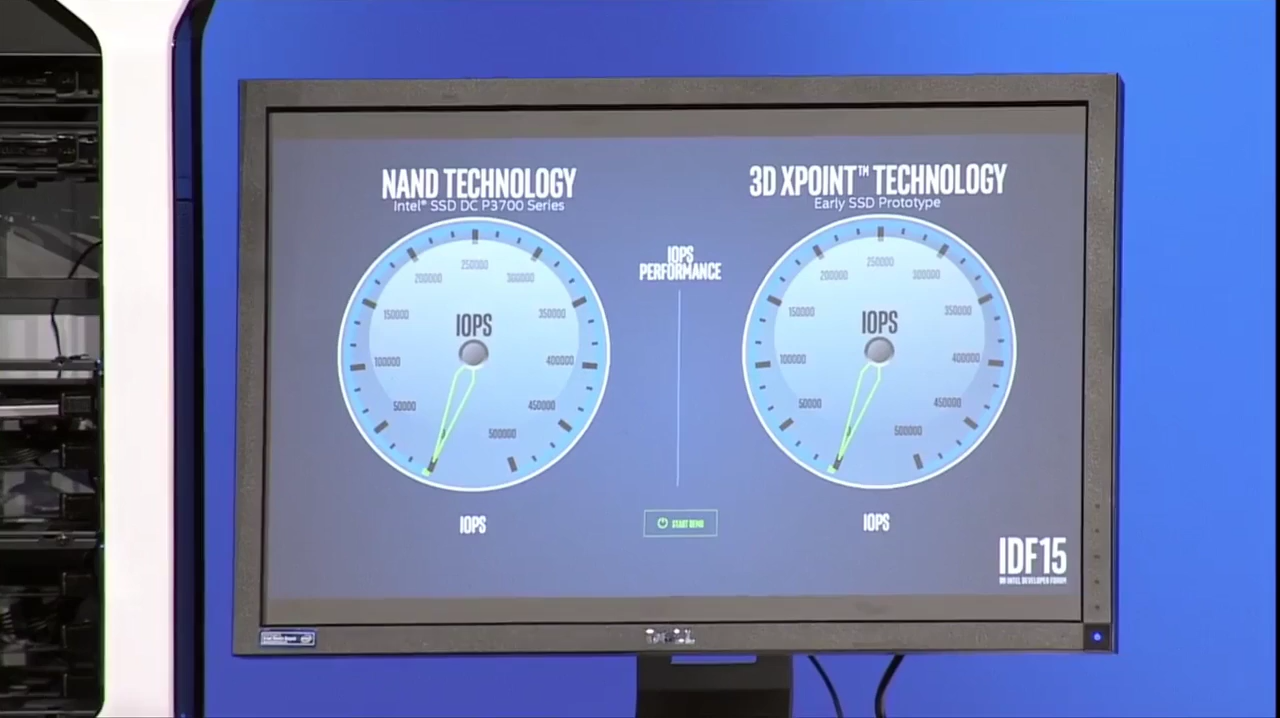 NAND TECHNOLOGY
Intel® SSD DC P3700 Series
250000
200000
300000
150000
350000
IOPS
100000
400000
50000
450000
500000
IOPS
IOPS
PERFORMANCE
START DEMO
3D XPOINT™ TECHNOLOGY
Early SSD Prototype
250000
200000
300000
150000
350000
IOPS
100000
400000
50000
450000
500000
IOPS
IDF15
INTEL DEVELOPER FORUM